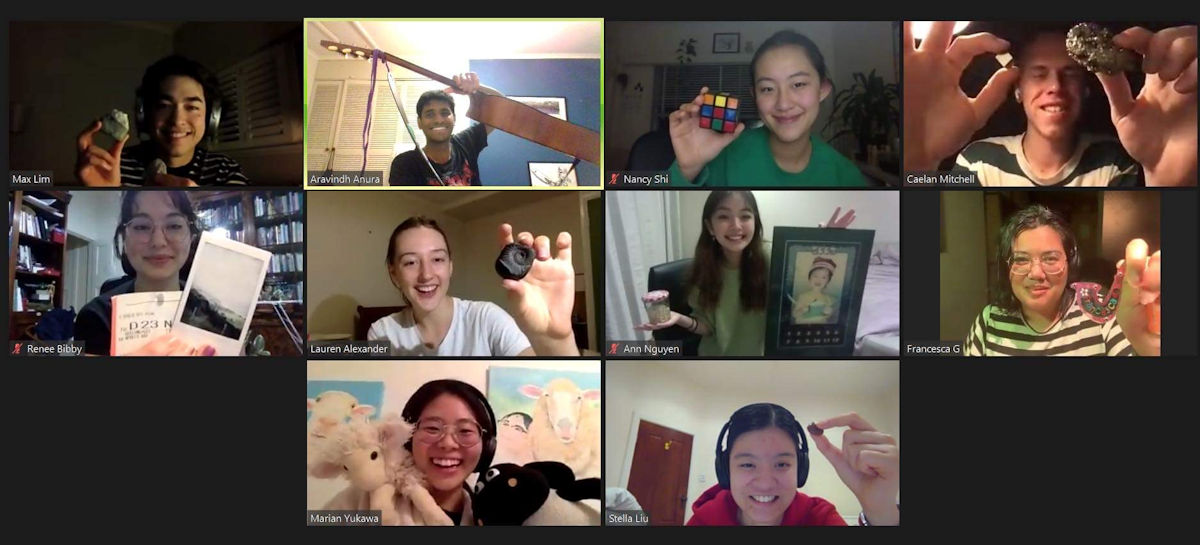 Max Lim
Aravindh Anura
Nancy Shi
Caelan Mitchell
Renee Bibby
D23 N
Lauren Alexander
Ann Nguyen
Francesca G
Marian Yukawa
Stella Liu